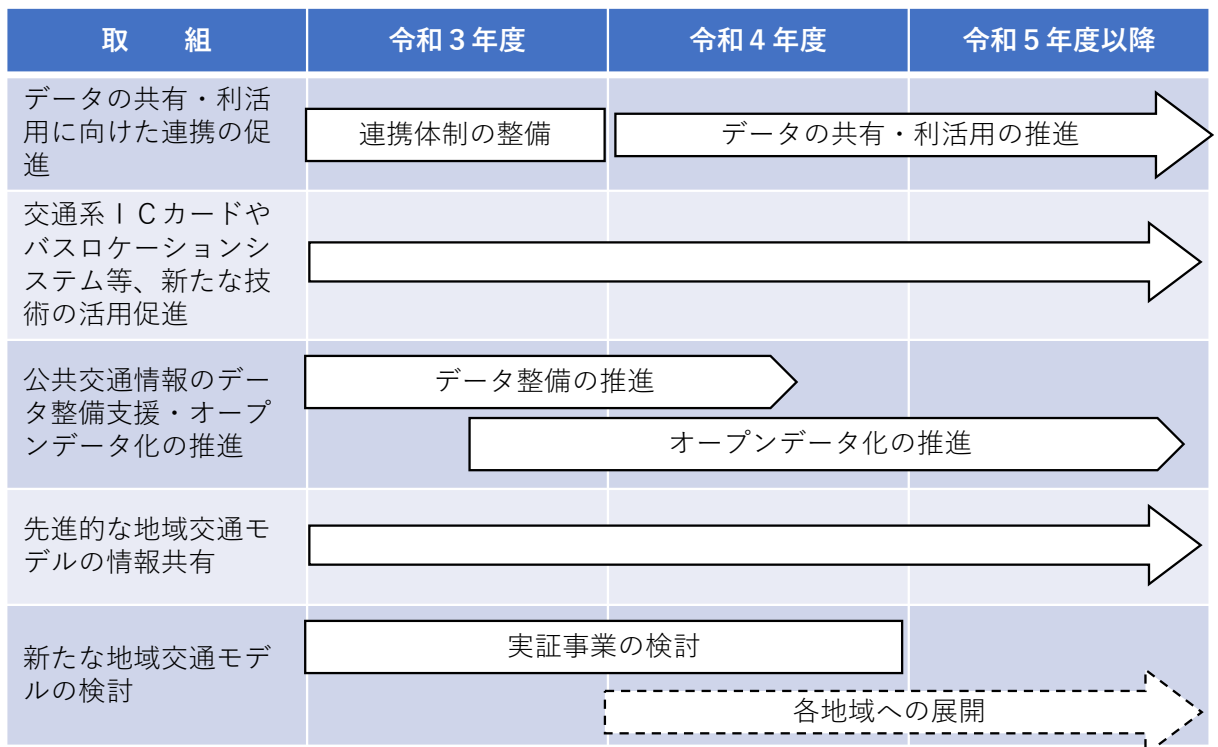 取　　組
令和３年度
令和４年度
令和５年度以降
データの共有・利活
用に向けた連携の促
進
連携体制の整備
データの共有・利活用の推進
交通系ＩＣカードや
バスロケーションシ
ステム等、新たな技
術の活用促進
公共交通情報のデー
タ整備支援・オープ
ンデータ化の推進
データ整備の推進
オープンデータ化の推進
先進的な地域交通モ
デルの情報共有
新たな地域交通モデ
ルの検討
実証事業の検討
各地域への展開